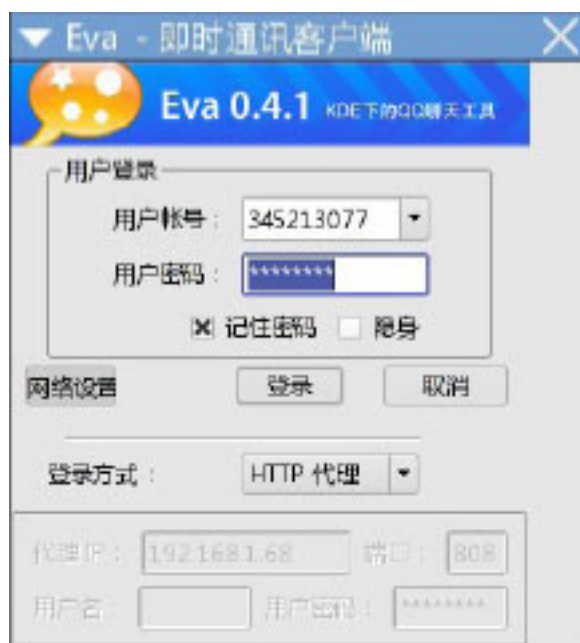 Eva - 即时通讯客户端
Eva 0.4.1 KDE下的QQ聊天工具
用户登录
用户帐号： 345213077
用户密码： ********
记住密码 隐身
网络设置 登录 取消
登录方式： HTTP 代理
代理IP： 192.168.1.68 端口： 808
用户名 用户密码： ********